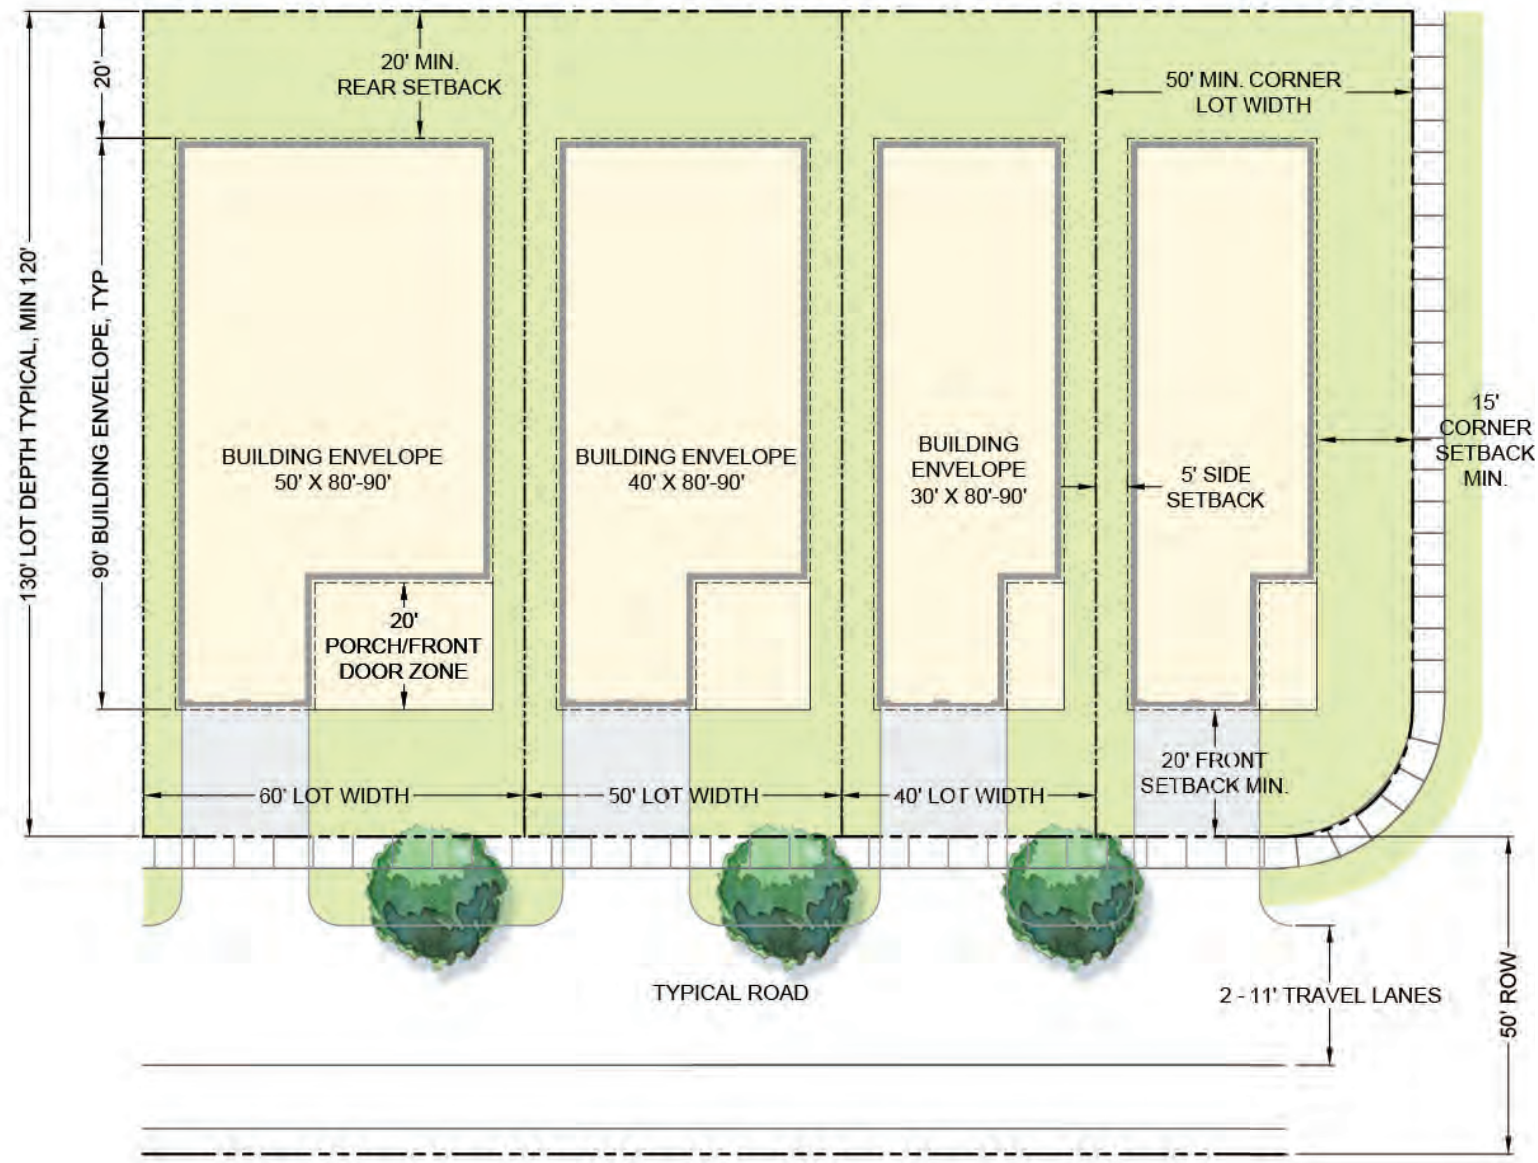 20' MIN.
REAR SETBACK
50' MIN. CORNER
LOT WIDTH
20'
130' LOT DEPTH TYPICAL, MIN 120'
90' BUILDING ENVELOPE, TYP
BUILDING ENVELOPE
50' X 80'-90'
BUILDING ENVELOPE
40' X 80'-90'
BUILDING
ENVELOPE
30' X 80'-90'
5' SIDE
SETBACK
15'
CORNER
SETBACK
MIN.
20'
PORCH/FRONT
DOOR ZONE
20' FRONT
SETBACK MIN.
60' LOT WIDTH
50' LOT WIDTH
40' LOT WIDTH
TYPICAL ROAD
2 - 11' TRAVEL LANES
50' ROW